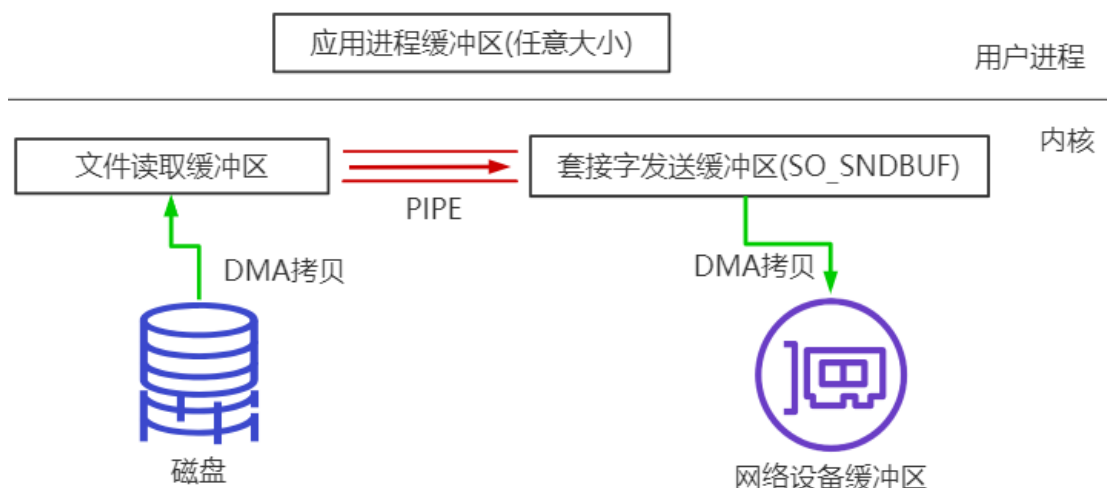 应用进程缓冲区(任意大小)
用户进程
内核
文件读取缓冲区
套接字发送缓冲区(SO_SNDBUF)
PIPE
DMA拷贝
DMA拷贝
磁盘
网络设备缓冲区